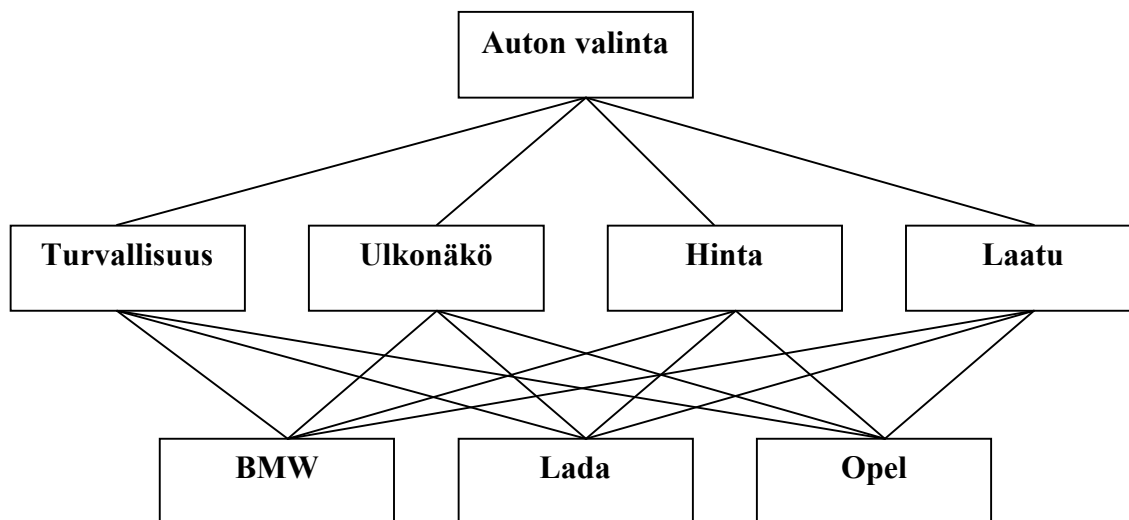 Auton valinta
Turvallisuus
Ulkonäkö
Hinta
Laatu
BMW
Lada
Opel